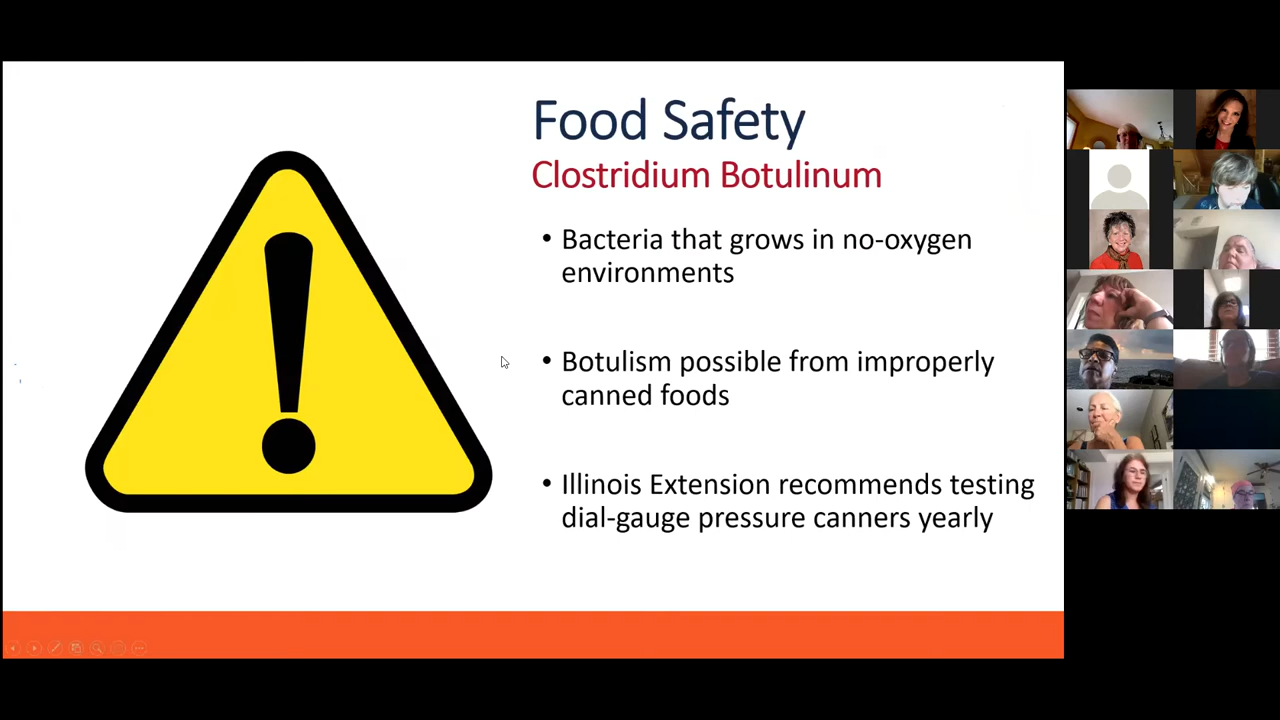 Food Safety
Clostridium Botulinum
• Bacteria that grows in no-oxygen
environments
• Botulism possible from improperly
canned foods
• Illinois Extension recommends testing
dial-gauge pressure canners yearly